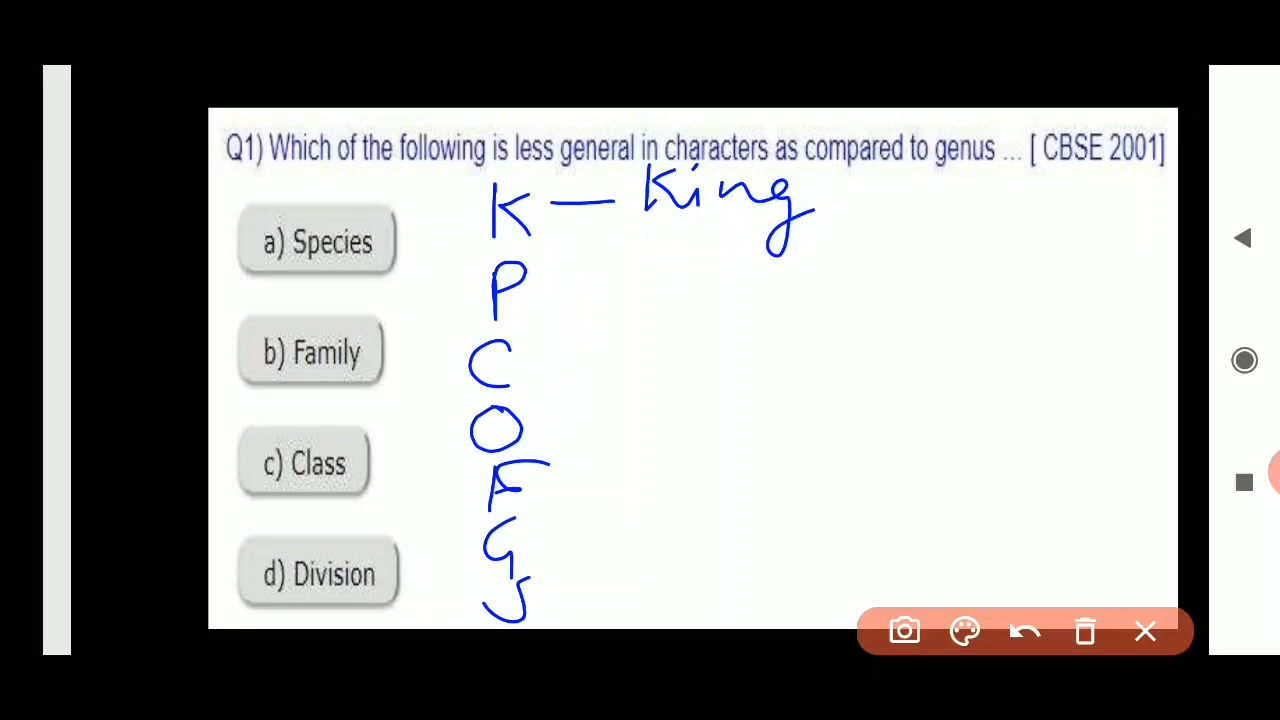 Q1) Which of the following is less general in characters as compared to genus ... [ CBSE 2001]
K — King
a) Species
P
b) Family
C
O
c) Class
F
G
d) Division
S